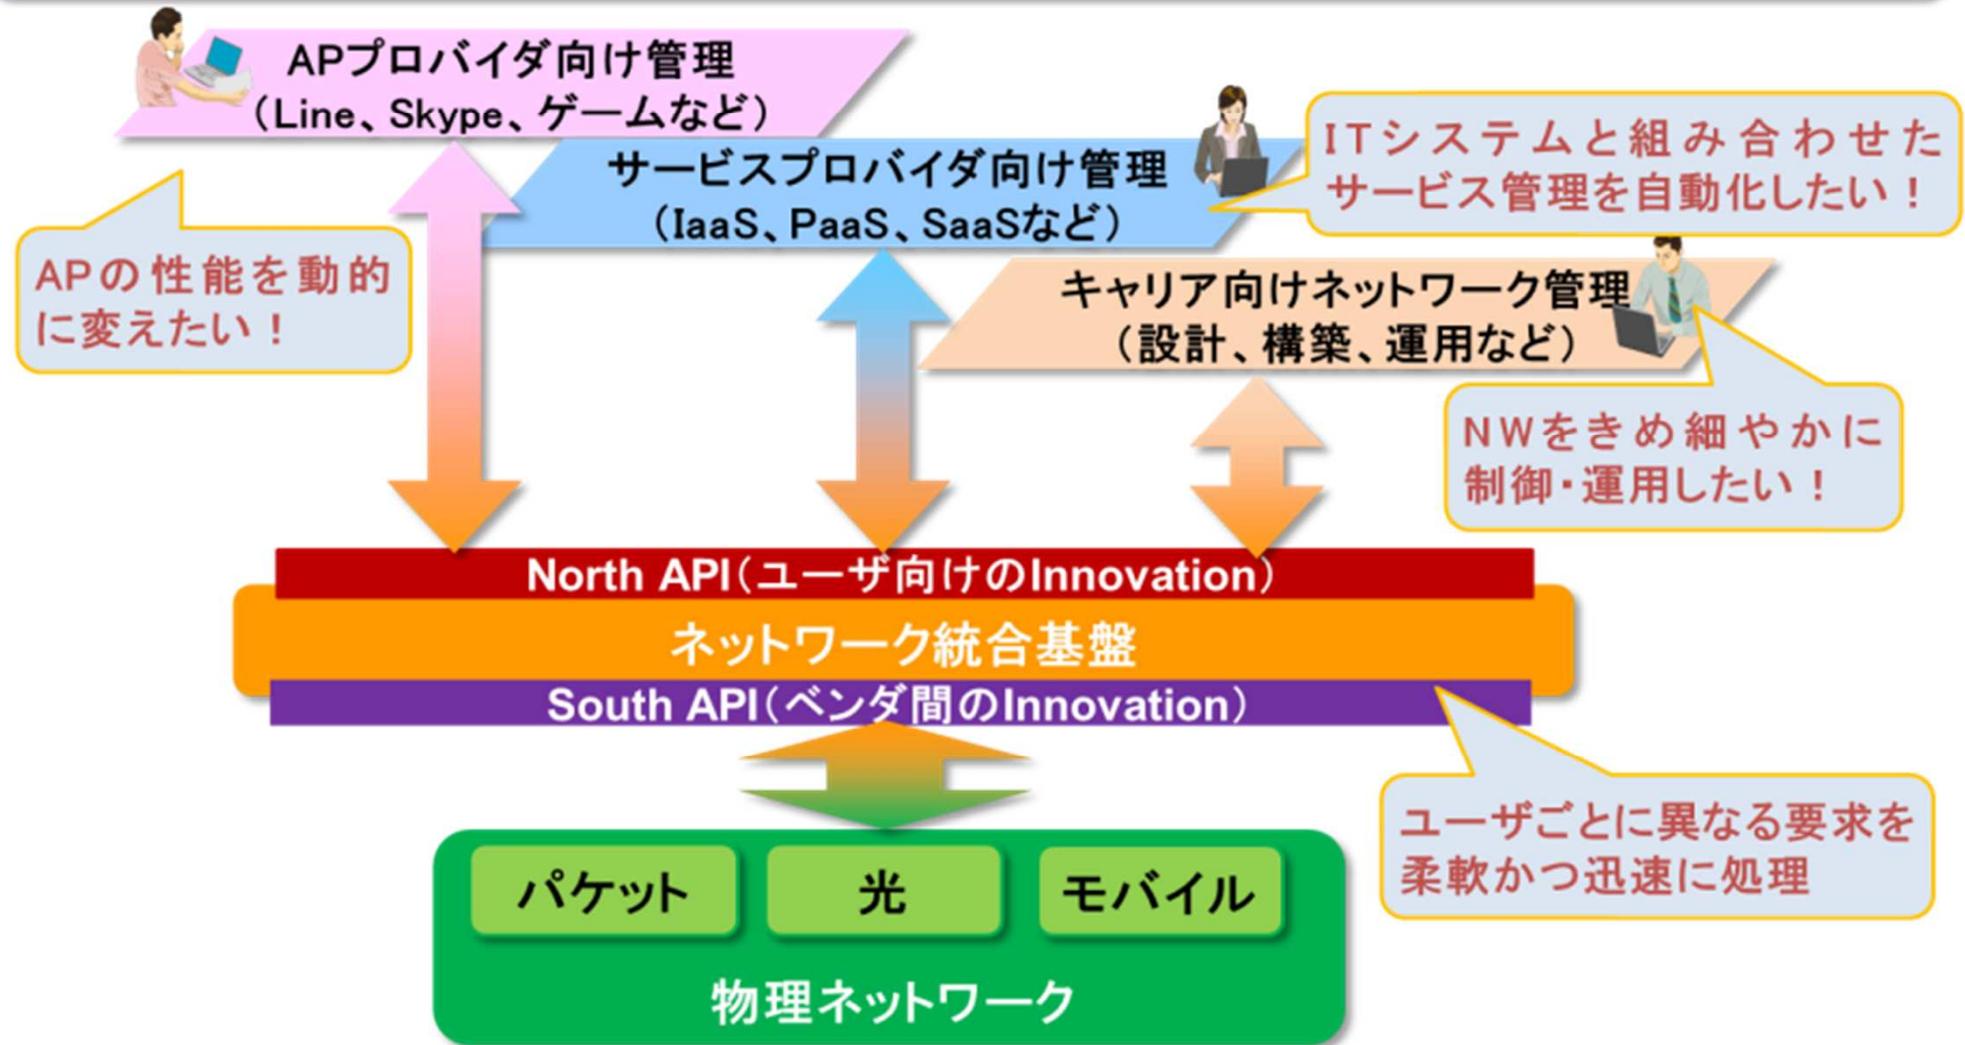 APプロバイダ向け管理
（Line、Skype、ゲームなど）
サービスプロバイダ向け管理
（IaaS、PaaS、SaaSなど）
ITシステムと組み合わせた
サービス管理を自動化したい！
APの性能を動的
に変えたい！
キャリア向けネットワーク管理
（設計、構築、運用など）
NWをきめ細やかに
制御・運用したい！
North API（ユーザ向けのInnovation）
ネットワーク統合基盤
South API（ベンダ間のInnovation）
ユーザごとに異なる要求を
柔軟かつ迅速に処理
パケット
光
モバイル
物理ネットワーク